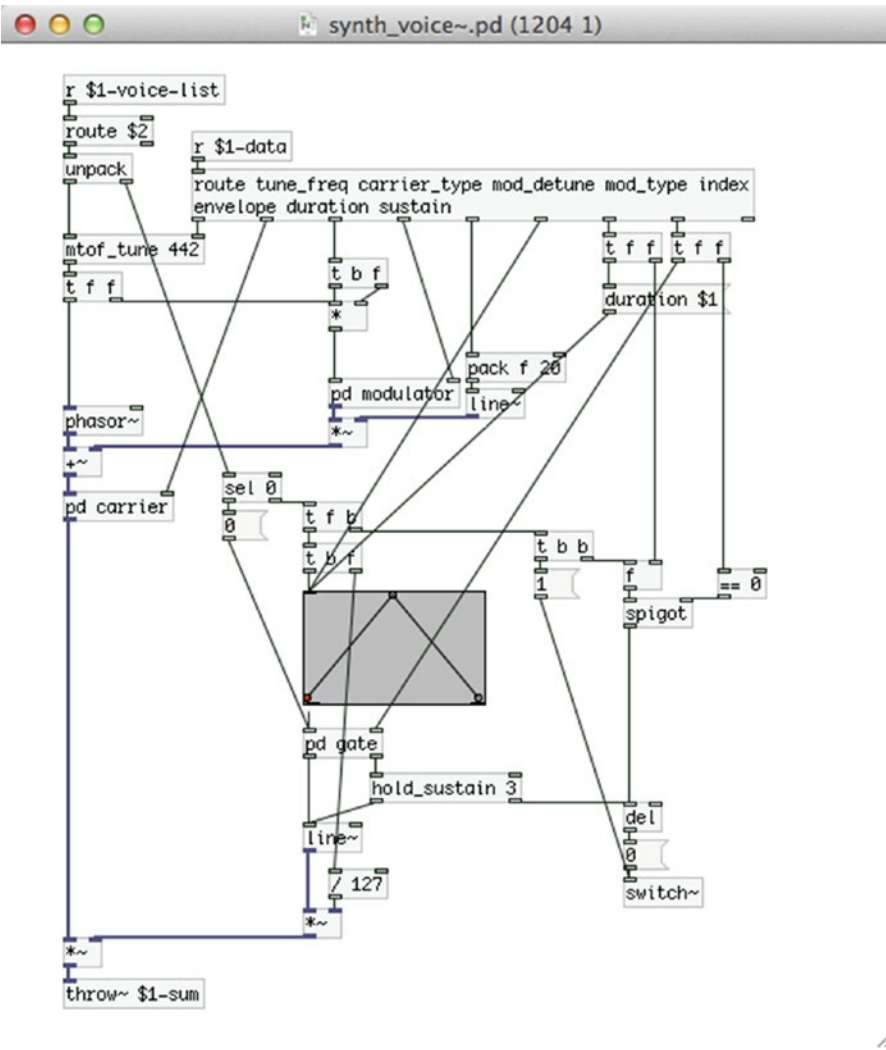 synth_voice~.pd (1204 1)
r $1-voice-list
route $2
r $1-data
unpack
route tune_freq carrier_type mod_detune mod_type index
envelope duration sustain
mtof_tune 442
t f f
t f f
t b f
t f f
duration $1
*
pack f 20
pd modulator
line~
phasor~
*~
+~
sel 0
pd carrier
t f b
0
t b b
t b f
f
1
== 0
spigot
pd gate
hold_sustain 3
del
line~
0
/ 127
switch~
*~
*~
throw~ $1-sum